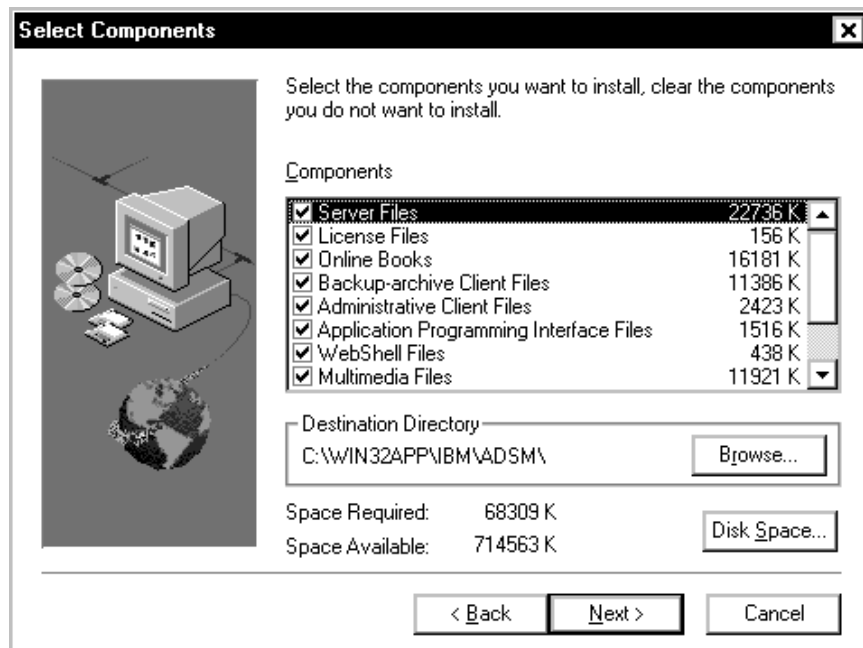 Select Components
Select the components you want to install, clear the components
you do not want to install.
Components
Server Files 22736 K
License Files 156 K
Online Books 16181 K
Backup-archive Client Files 11386 K
Administrative Client Files 2423 K
Application Programming Interface Files 1516 K
WebShell Files 438 K
Multimedia Files 11921 K
Destination Directory
C:\WIN32APP\IBM\ADSM\ Browse...
Space Required: 68309 K
Space Available: 714563 K Disk Space...
< Back Next > Cancel